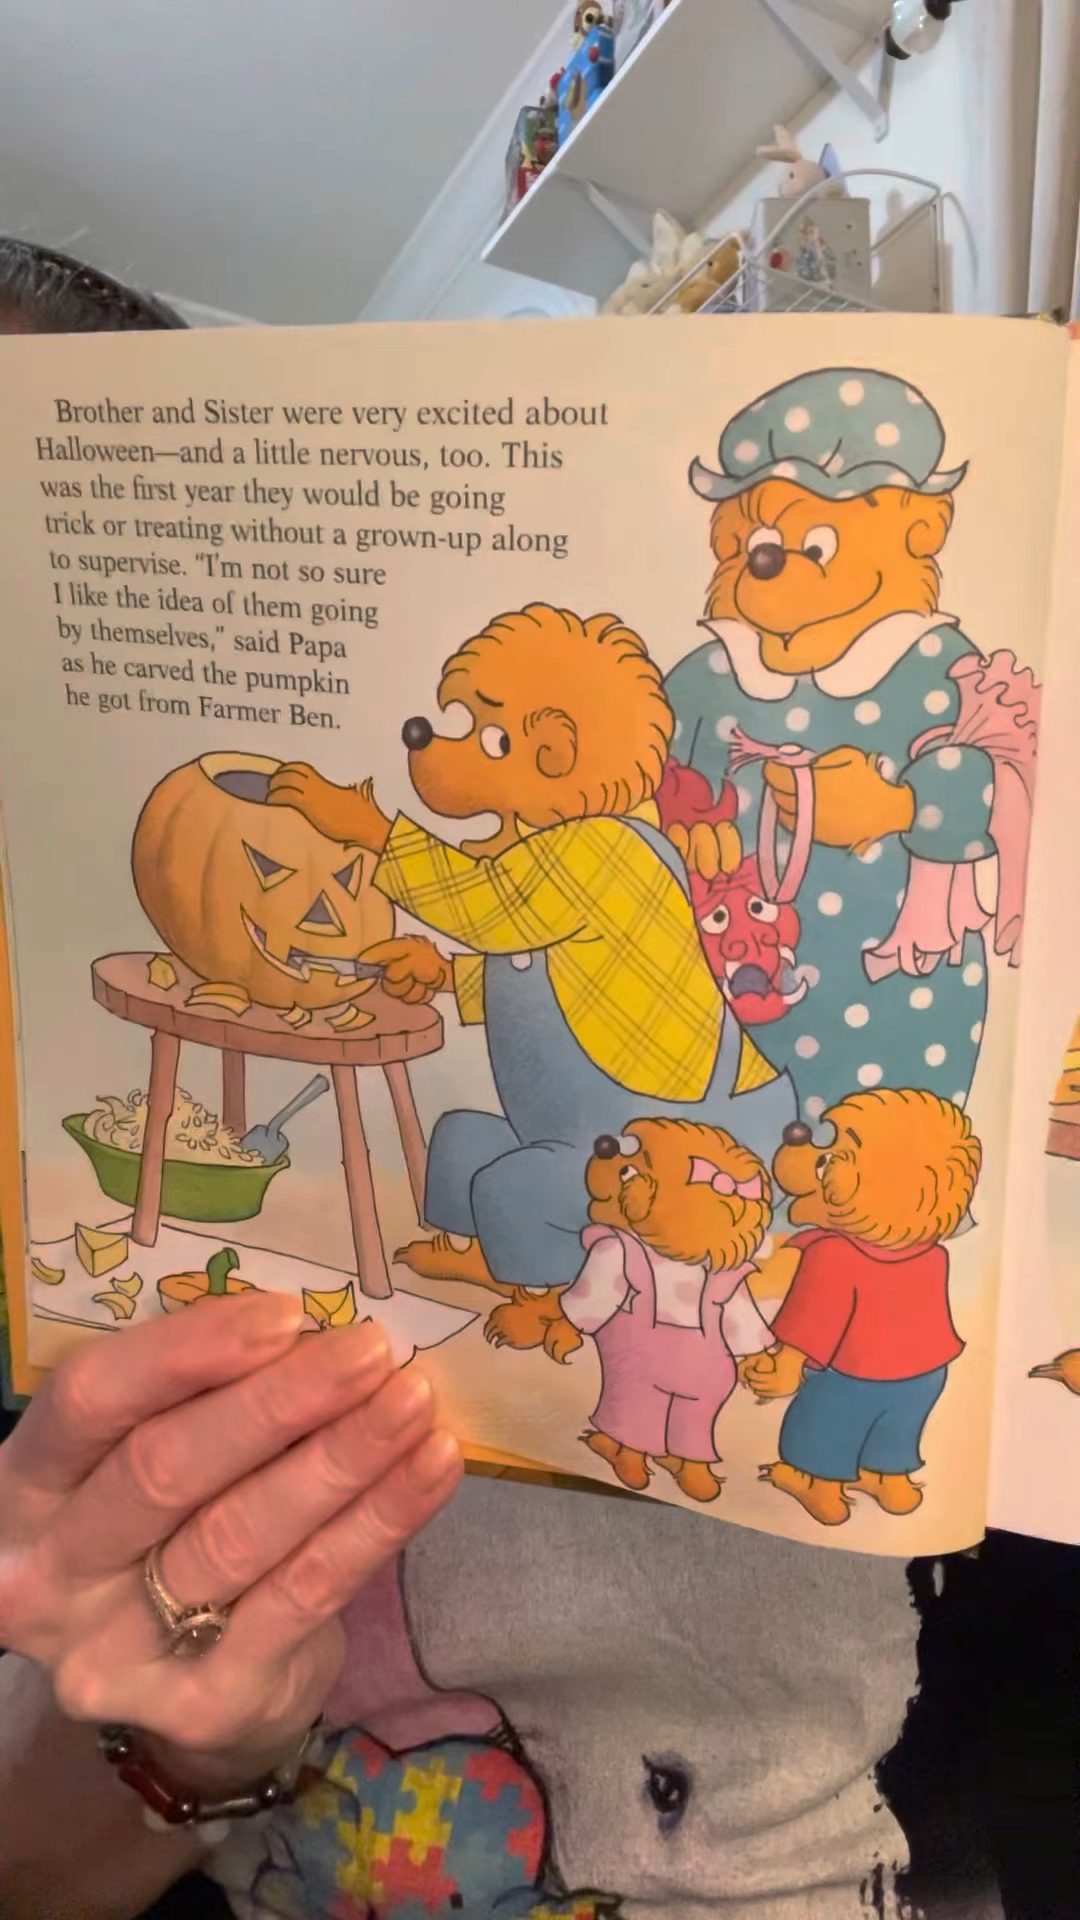 Brother and Sister were very excited about
Halloween—and a little nervous, too. This
was the first year they would be going
trick or treating without a grown-up along
to supervise. "I'm not so sure
I like the idea of them going
by themselves," said Papa
as he carved the pumpkin
he got from Farmer Ben.